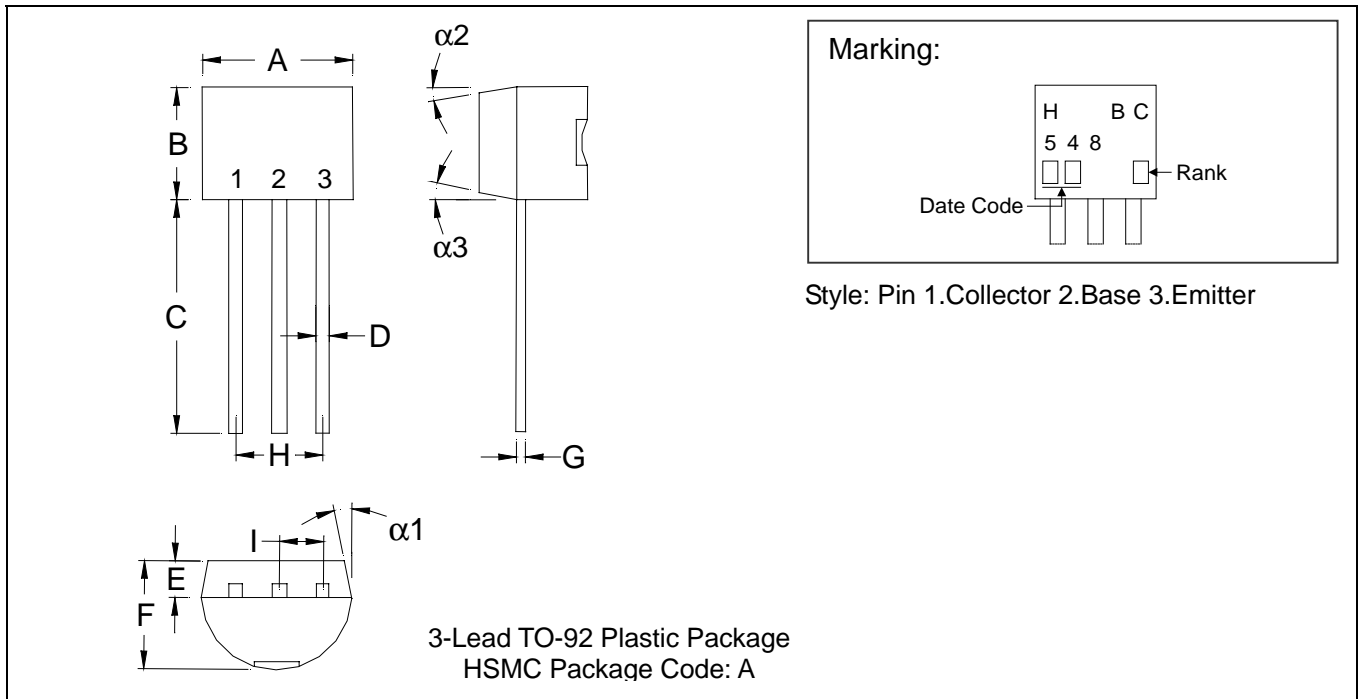 α2
A
B
1 2 3
α3
C
D
H
G
α1
I
E
F
3-Lead TO-92 Plastic Package
HSMC Package Code: A
Marking:
H B C
5 4 8
Rank
Date Code
Style: Pin 1.Collector 2.Base 3.Emitter